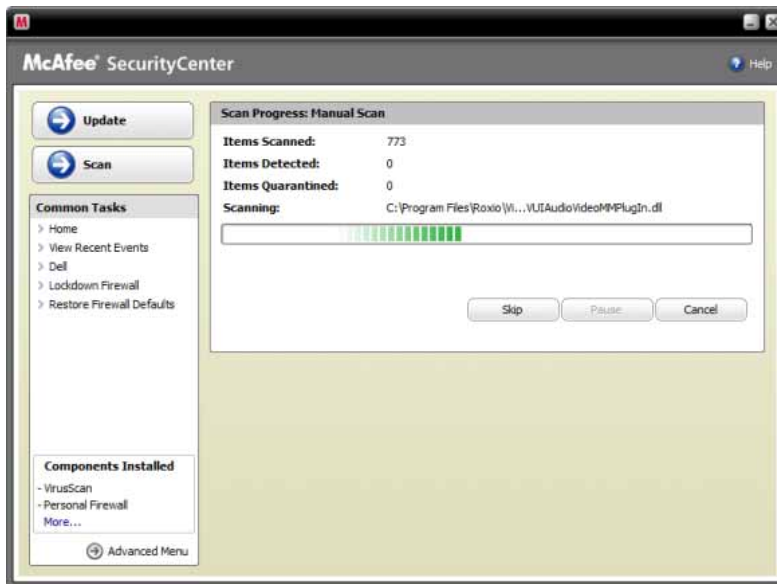 M
McAfee® SecurityCenter
? Help
Update
Scan
Common Tasks
> Home
> View Recent Events
> Dell
> Lockdown Firewall
> Restore Firewall Defaults
Components Installed
- VirusScan
- Personal Firewall
More...
Advanced Menu
Scan Progress: Manual Scan
Items Scanned: 773
Items Detected: 0
Items Quarantined: 0
Scanning: C:\Program Files\Roxio\Vi...VUIAudioVideoMMPlugIn.dll
Skip Pause Cancel